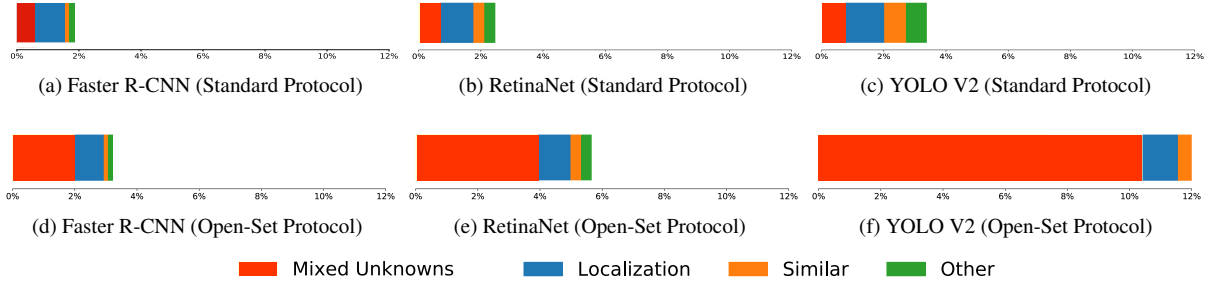 0% 2% 4% 6% 8% 10% 12%
0% 2% 4% 6% 8% 10% 12%
0% 2% 4% 6% 8% 10% 12%
(a) Faster R-CNN (Standard Protocol)
(b) RetinaNet (Standard Protocol)
(c) YOLO V2 (Standard Protocol)
0% 2% 4% 6% 8% 10% 12%
0% 2% 4% 6% 8% 10% 12%
0% 2% 4% 6% 8% 10% 12%
(d) Faster R-CNN (Open-Set Protocol)
(e) RetinaNet (Open-Set Protocol)
(f) YOLO V2 (Open-Set Protocol)
Mixed Unknowns
Localization
Similar
Other